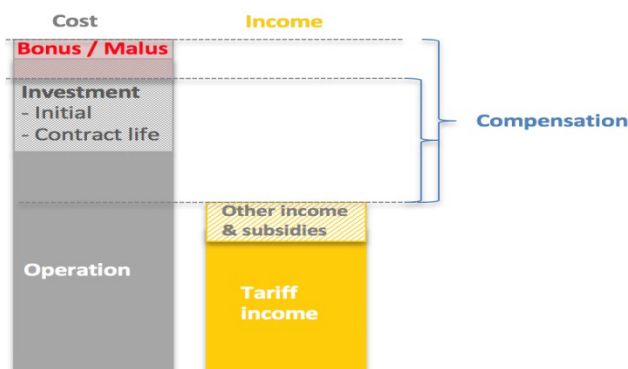 Cost
Income
Bonus / Malus
Investment
- Initial
- Contract life
Compensation
Other income
& subsidies
Operation
Tariff
income